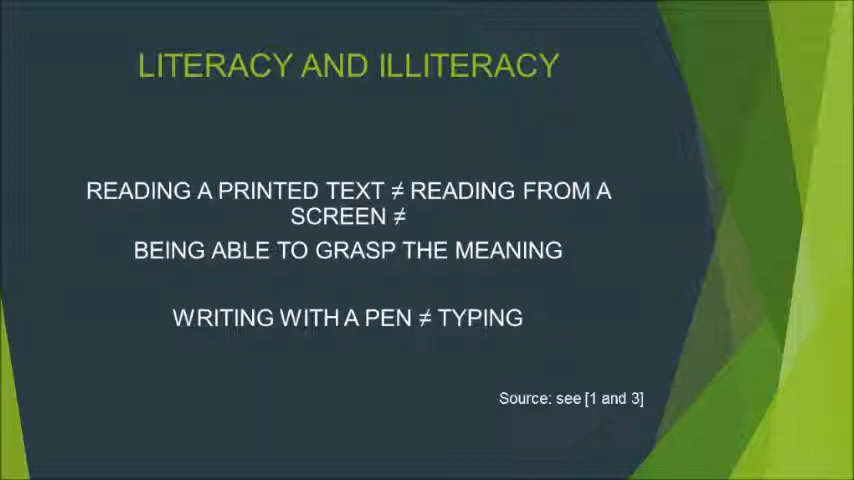 LITERACY AND ILLITERACY
READING A PRINTED TEXT ≠ READING FROM A
SCREEN ≠
BEING ABLE TO GRASP THE MEANING
WRITING WITH A PEN ≠ TYPING
Source: see [1 and 3]